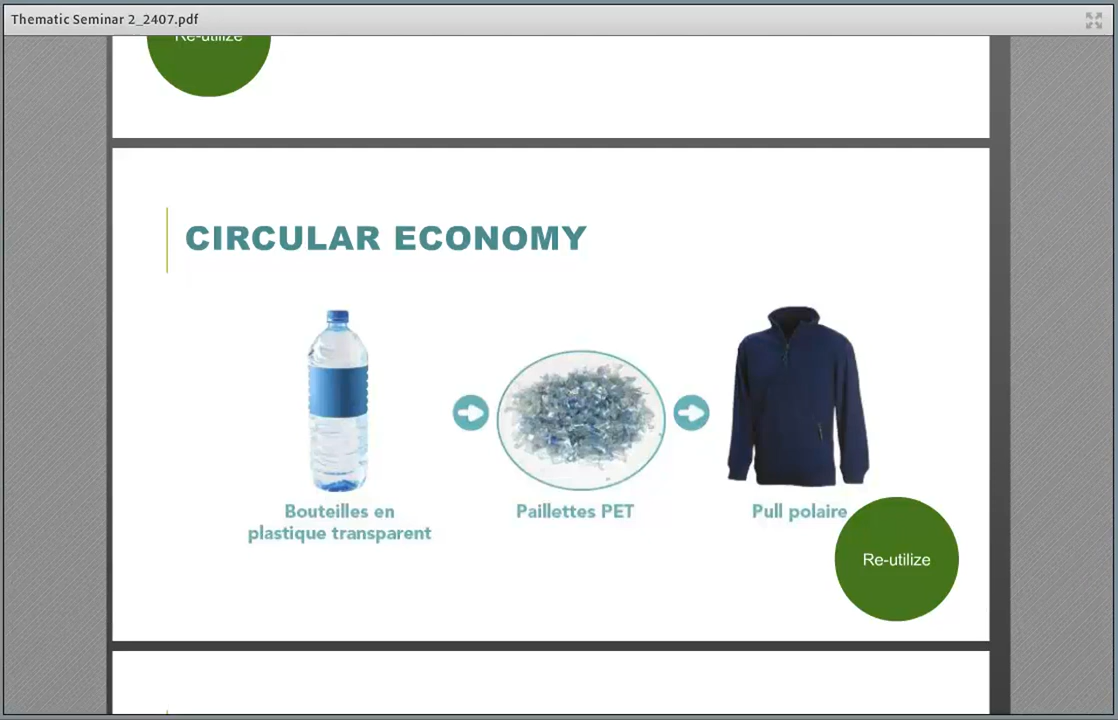 Thematic Seminar 2_2407.pdf
Re-utilize
CIRCULAR ECONOMY
Bouteilles en
plastique transparent
Paillettes PET
Pull polaire
Re-utilize